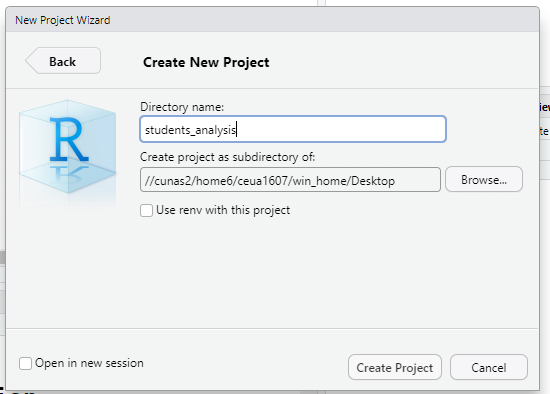 New Project Wizard
Back
Create New Project
R
Directory name:
students_analysis
Create project as subdirectory of:
//cunas2/home6/ceua1607/win_home/Desktop
Browse...
Use renv with this project
Open in new session
Create Project
Cancel